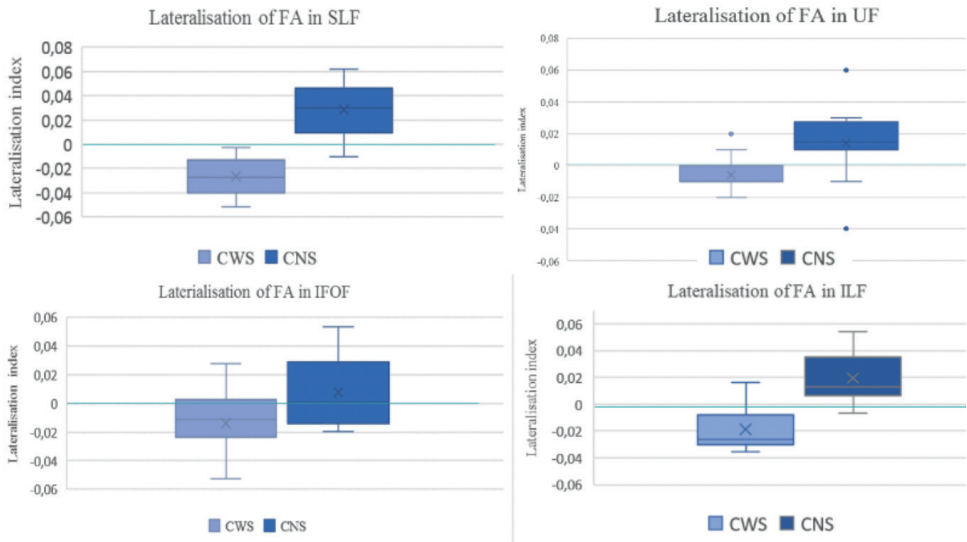 Lateralisation of FA in SLF
Lateralisation index
0,08
0,06
0,04
0,02
0
-0,02
-0,04
-0,06
CWS CNS
Lateralisation of FA in UF
Lateralisation index
0,08
0,06
0,04
0,02
0
-0,02
-0,04
-0,06
CWS CNS
Laterialisation of FA in IFOF
Lateralisation index
0,06
0,04
0,02
0
-0,02
-0,04
-0,06
CWS CNS
Lateralisation of FA in ILF
Lateralisation index
0,06
0,04
0,02
0
-0,02
-0,04
-0,06
CWS CNS